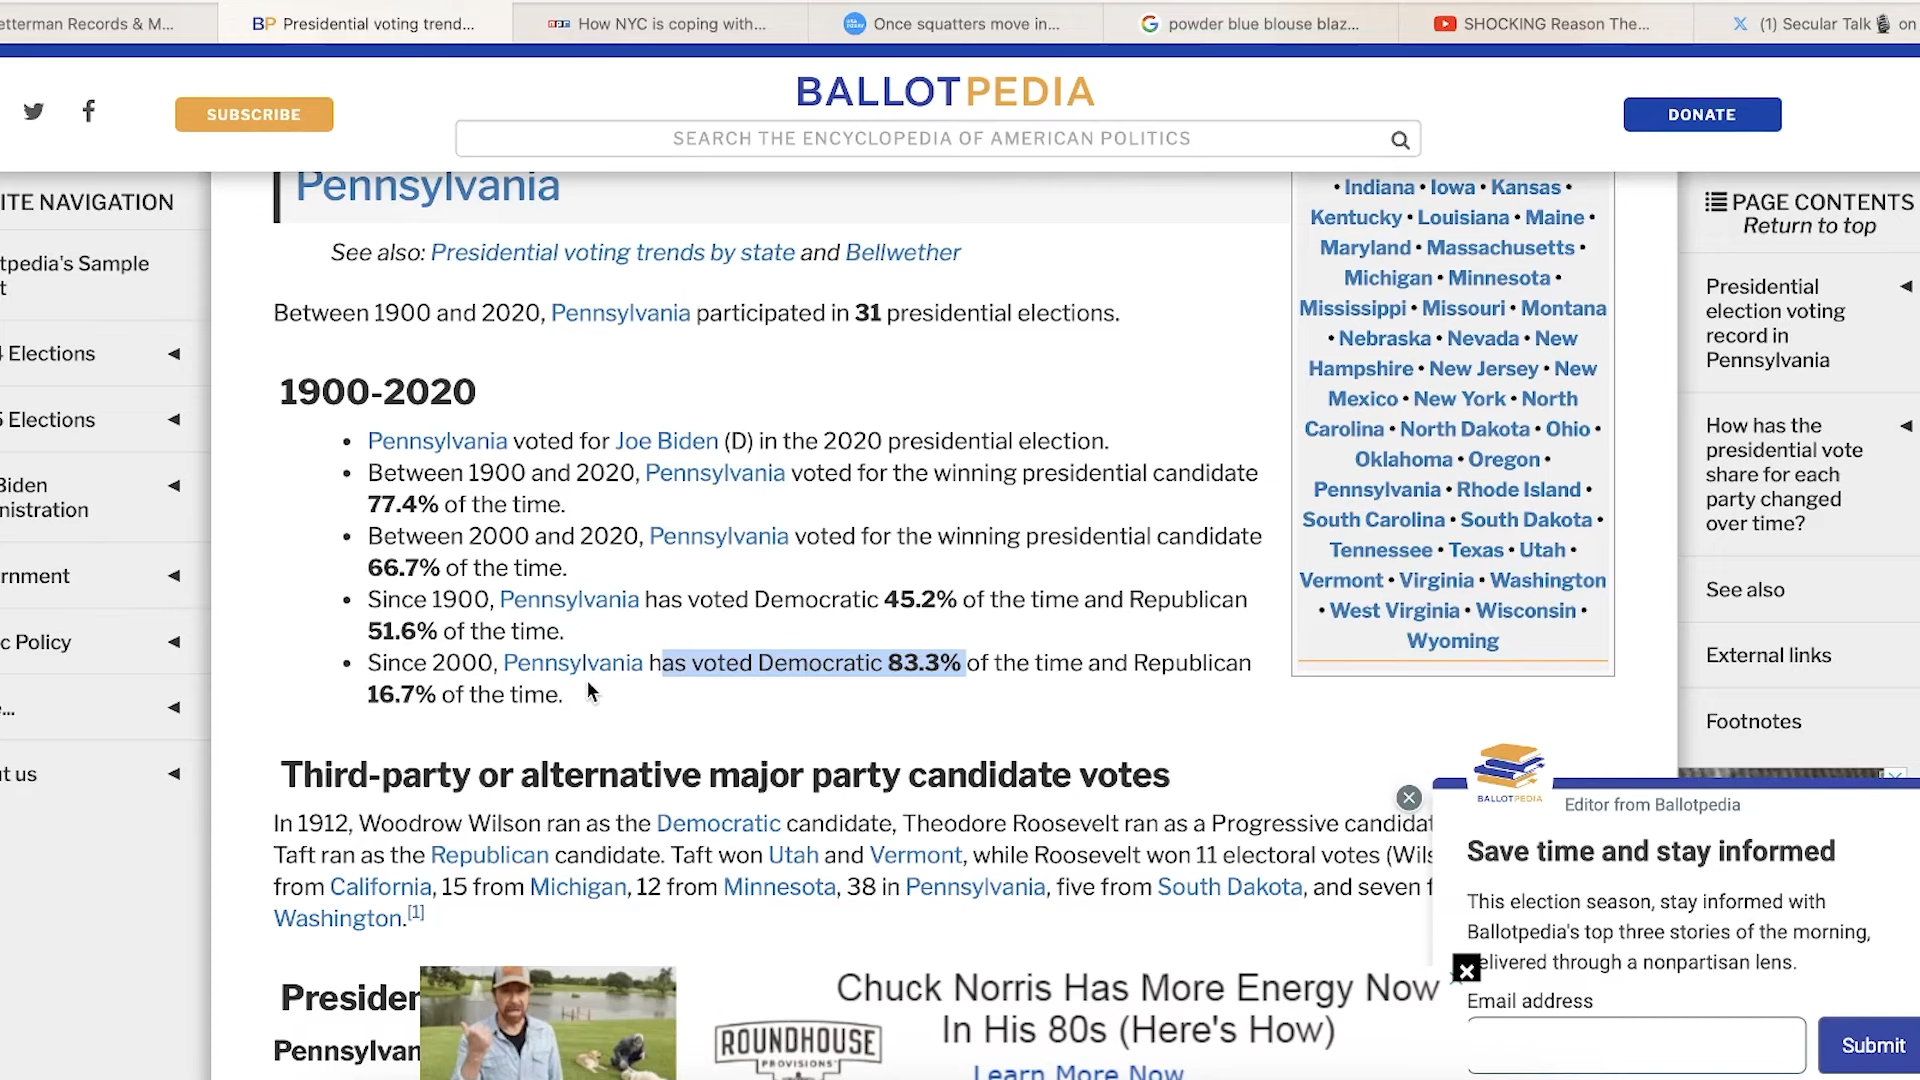 etterman Records & M...
BP Presidential voting trend...
npr How NYC is coping with...
Once squatters move in...
powder blue blouse blaz...
SHOCKING Reason The...
(1) Secular Talk on
SUBSCRIBE
BALLOTPEDIA
SEARCH THE ENCYCLOPEDIA OF AMERICAN POLITICS
DONATE
ITE NAVIGATION
tpedia's Sample
t
Elections
Elections
Biden
nistration
rnment
c Policy
...
t us
Pennsylvania
See also: Presidential voting trends by state and Bellwether
Between 1900 and 2020, Pennsylvania participated in 31 presidential elections.
1900-2020
• Pennsylvania voted for Joe Biden (D) in the 2020 presidential election.
• Between 1900 and 2020, Pennsylvania voted for the winning presidential candidate
77.4% of the time.
• Between 2000 and 2020, Pennsylvania voted for the winning presidential candidate
66.7% of the time.
• Since 1900, Pennsylvania has voted Democratic 45.2% of the time and Republican
51.6% of the time.
• Since 2000, Pennsylvania has voted Democratic 83.3% of the time and Republican
16.7% of the time.
Third-party or alternative major party candidate votes
In 1912, Woodrow Wilson ran as the Democratic candidate, Theodore Roosevelt ran as a Progressive candidat
Taft ran as the Republican candidate. Taft won Utah and Vermont, while Roosevelt won 11 electoral votes (Wils
from California, 15 from Michigan, 12 from Minnesota, 38 in Pennsylvania, five from South Dakota, and seven f
Washington.[1]
Presiden
Pennsylvan
• Indiana • Iowa • Kansas •
Kentucky • Louisiana • Maine •
Maryland • Massachusetts •
Michigan • Minnesota •
Mississippi • Missouri • Montana
• Nebraska • Nevada • New
Hampshire • New Jersey • New
Mexico • New York • North
Carolina • North Dakota • Ohio •
Oklahoma • Oregon •
Pennsylvania • Rhode Island •
South Carolina • South Dakota •
Tennessee • Texas • Utah •
Vermont • Virginia • Washington
• West Virginia • Wisconsin •
Wyoming
PAGE CONTENTS
Return to top
Presidential
election voting
record in
Pennsylvania
How has the
presidential vote
share for each
party changed
over time?
See also
External links
Footnotes
BALLOTPEDIA
Editor from Ballotpedia
Save time and stay informed
This election season, stay informed with
Ballotpedia's top three stories of the morning,
elivered through a nonpartisan lens.
Email address
Submit
ROUNDHOUSE
PROVISIONS
Chuck Norris Has More Energy Now
In His 80s (Here's How)
Learn More Now